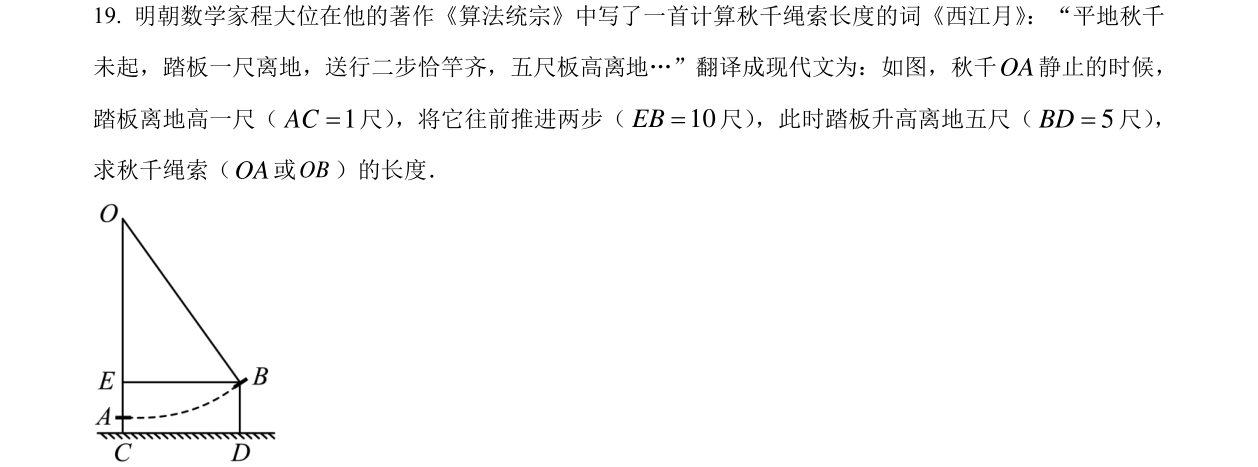 19. 明朝数学家程大位在他的著作《算法统宗》中写了一首计算秋千绳索长度的词《西江月》：“平地秋千
未起，踏板一尺离地，送行二步恰竿齐，五尺板高离地…”翻译成现代文为：如图，秋千OA静止的时候，
踏板离地高一尺（AC=1尺），将它往前推进两步（EB=10尺），此时踏板升高离地五尺（BD=5尺），
求秋千绳索（OA或OB）的长度．
O
E
B
A
C
D